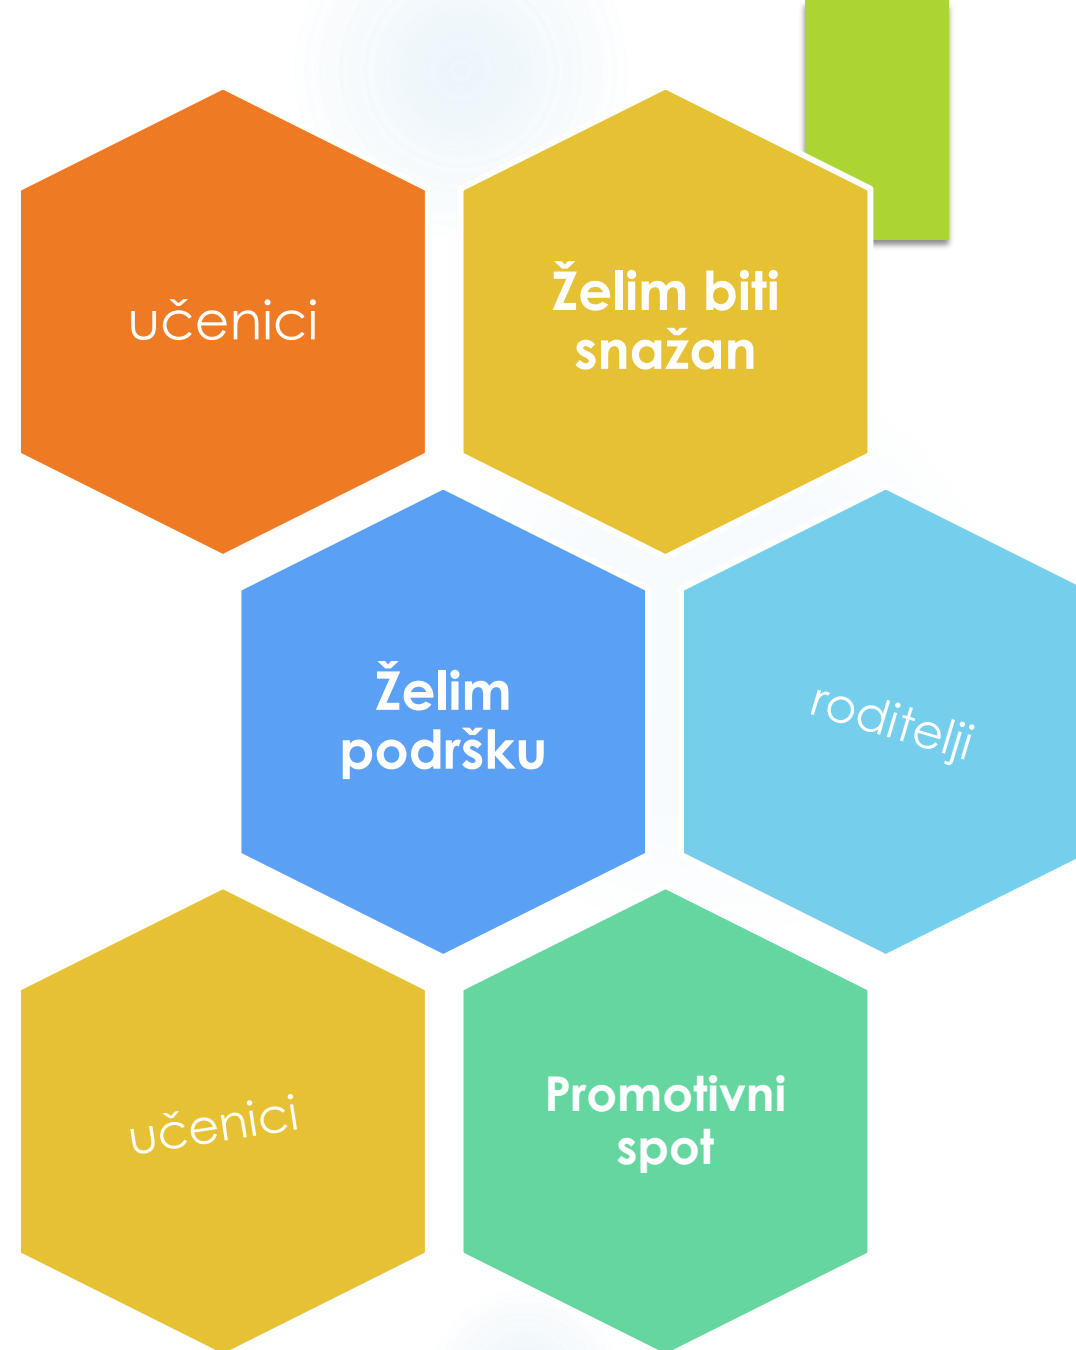 učenici
Želim biti
snažan
Želim
podršku
roditelji
učenici
Promotivni
spot